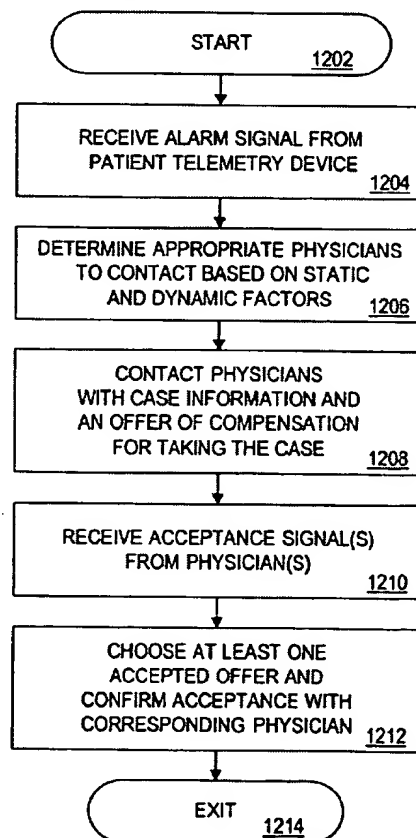 START
1202
RECEIVE ALARM SIGNAL FROM
PATIENT TELEMETRY DEVICE
1204
DETERMINE APPROPRIATE PHYSICIANS
TO CONTACT BASED ON STATIC
AND DYNAMIC FACTORS
1206
CONTACT PHYSICIANS
WITH CASE INFORMATION AND
AN OFFER OF COMPENSATION
FOR TAKING THE CASE
1208
RECEIVE ACCEPTANCE SIGNAL(S)
FROM PHYSICIAN(S)
1210
CHOOSE AT LEAST ONE
ACCEPTED OFFER AND
CONFIRM ACCEPTANCE WITH
CORRESPONDING PHYSICIAN
1212
EXIT
1214